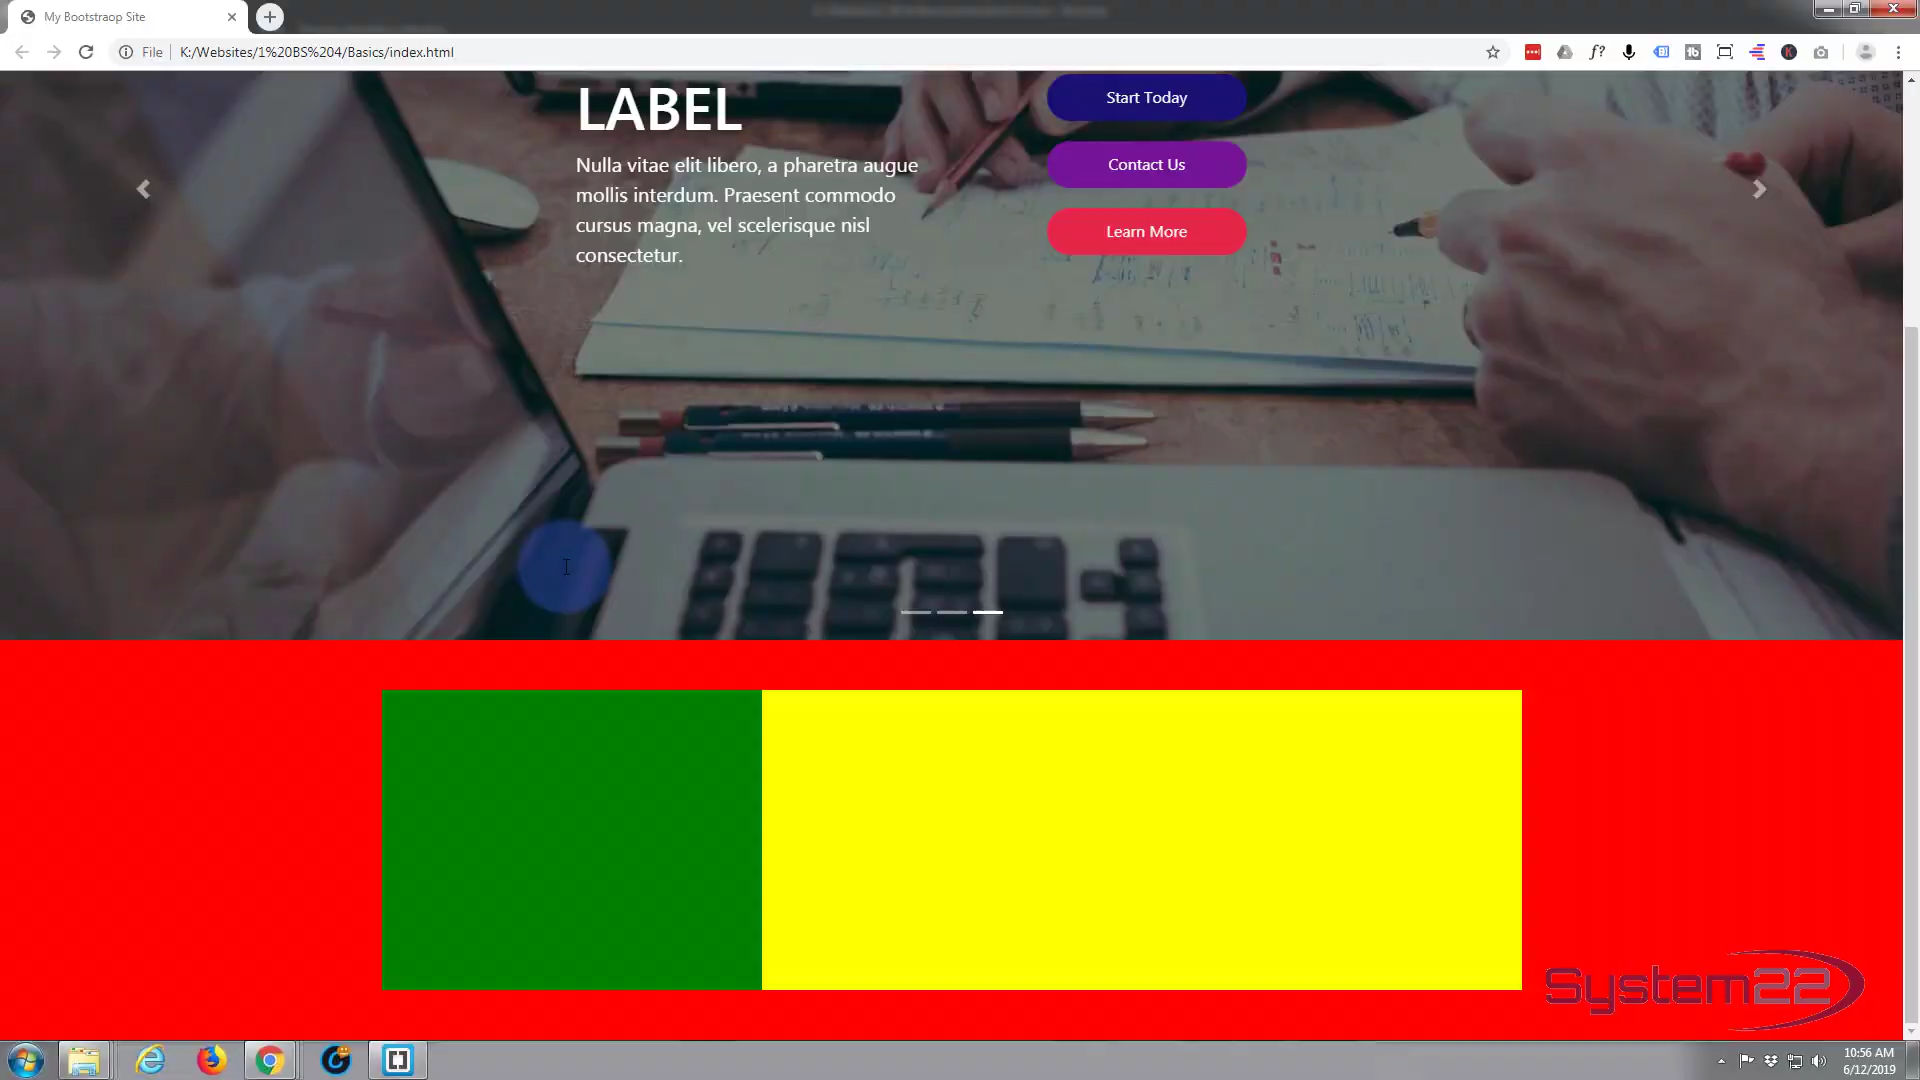 My Bootstraop Site
File
K:/Websites/1%20BS%204/Basics/index.html
LABEL
Nulla vitae elit libero, a pharetra augue
mollis interdum. Praesent commodo
cursus magna, vel scelerisque nisl
consectetur.
Start Today
Contact Us
Learn More
System22
10:56 AM
6/12/2019